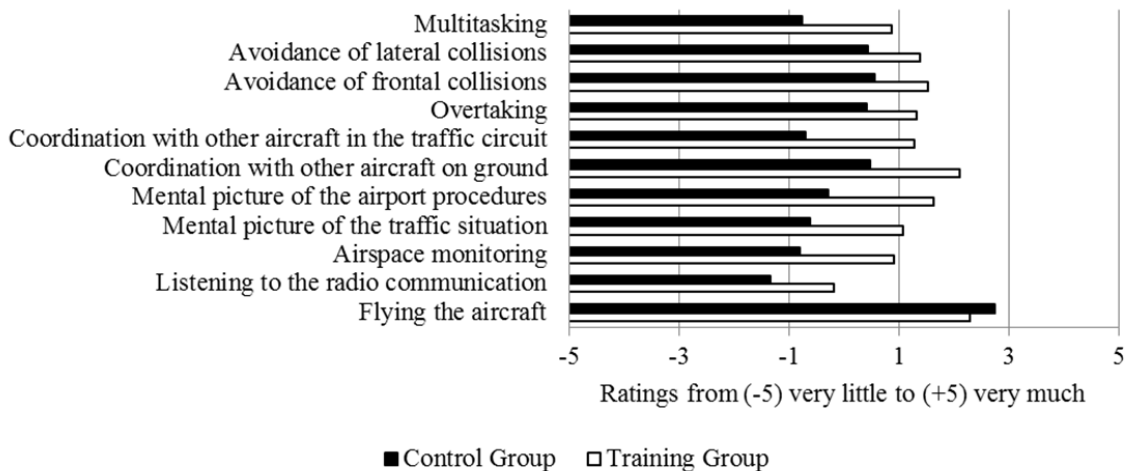 Multitasking
Avoidance of lateral collisions
Avoidance of frontal collisions
Overtaking
Coordination with other aircraft in the traffic circuit
Coordination with other aircraft on ground
Mental picture of the airport procedures
Mental picture of the traffic situation
Airspace monitoring
Listening to the radio communication
Flying the aircraft
-5 -3 -1 1 3 5
Ratings from (-5) very little to (+5) very much
Control Group Training Group